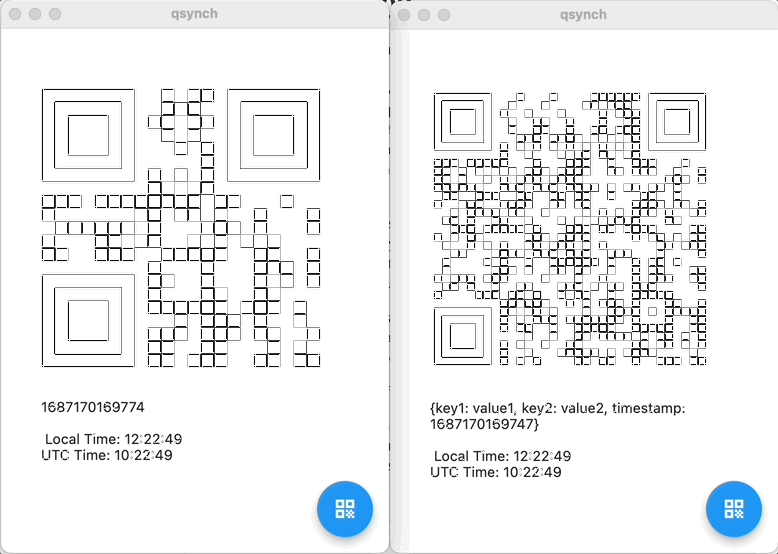 qsynch
1687170169774
Local Time: 12:22:49
UTC Time: 10:22:49
qsynch
{key1: value1, key2: value2, timestamp:
1687170169747}
Local Time: 12:22:49
UTC Time: 10:22:49